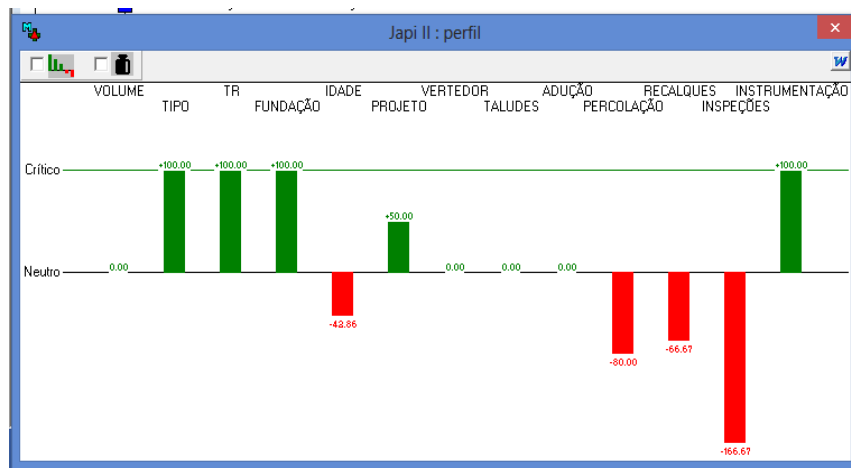 Japi II : perfil
VOLUME TR IDADE VERTEDOR ADUÇÃO RECALQUES INSTRUMENTAÇÃO
TIPO FUNDAÇÃO PROJETO TALUDES PERCOLAÇÃO INSPEÇÕES
Crítico +100.00 +100.00 +100.00 +100.00
+50.00
Neutro 0.00 0.00 0.00 0.00
-42.86
-66.67
-80.00
-166.67